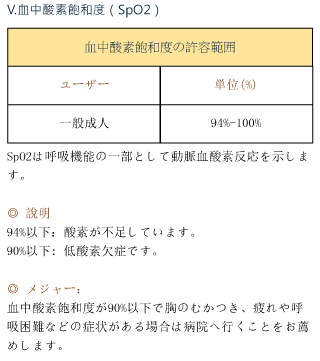 V.血中酸素飽和度 ( SpO2 )
血中酸素飽和度の許容範囲
ユーザー 単位(%)
一般成人 94%-100%
SpO2は呼吸機能の一部として動脈血酸素反応を示しま
す。
◎ 説明
94%以下: 酸素が不足しています。
90%以下: 低酸素欠症です。
◎ メジャー;
血中酸素飽和度が90%以下で胸のむかつき、疲れや呼
吸困難などの症状がある場合は病院へ行くことをお薦
めします。